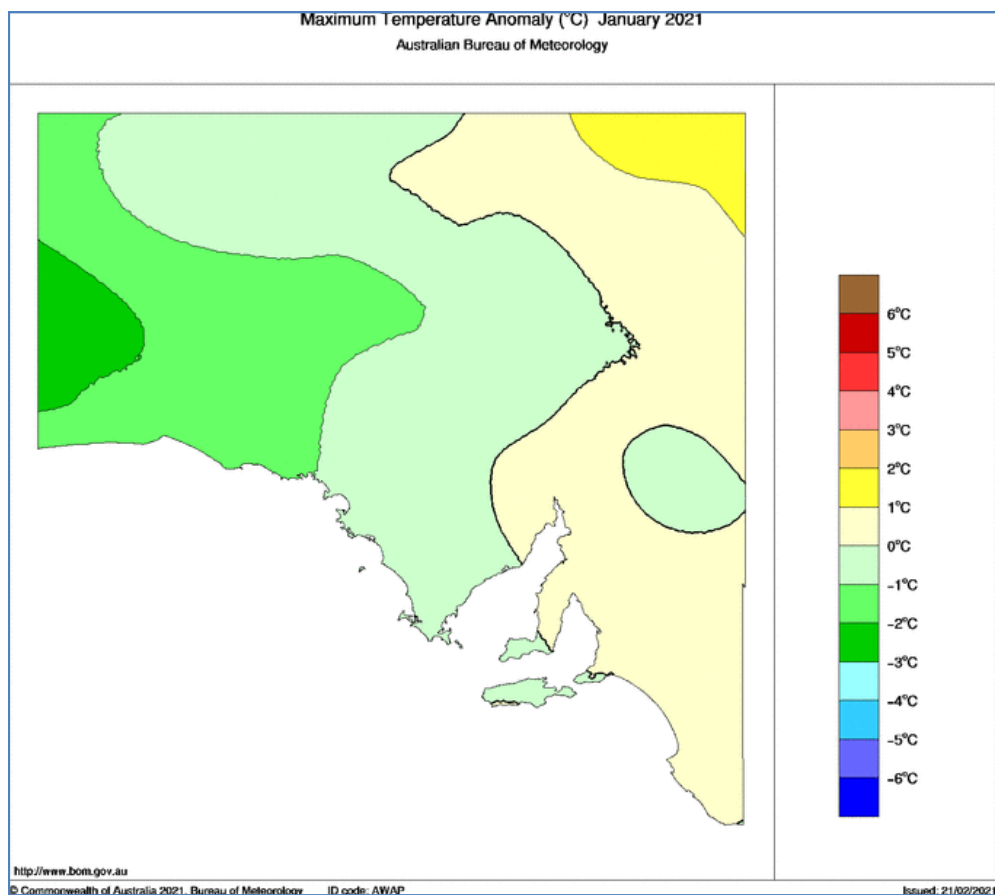 Maximum Temperature Anomaly (°C) January 2021
Australian Bureau of Meteorology
6°C
5°C
4°C
3°C
2°C
1°C
0°C
-1°C
-2°C
-3°C
-4°C
-5°C
-6°C
http://www.bom.gov.au
© Commonwealth of Australia 2021, Bureau of Meteorology ID code: AWAP Issued: 21/02/2021